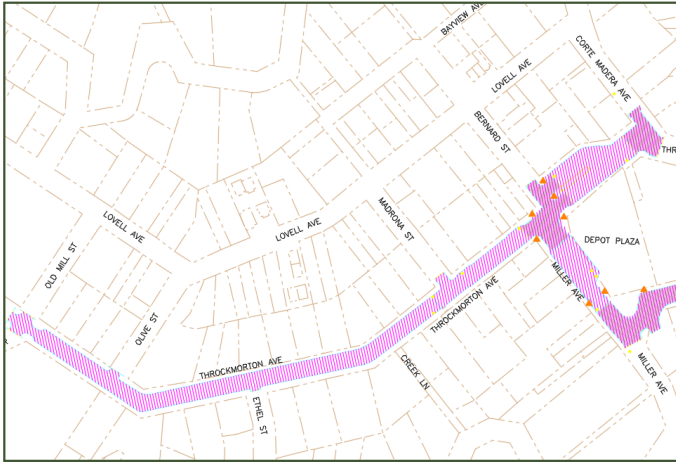 BAYVIEW AVE
CORTE MADERA AVE
LOVELL AVE
BERNARD ST
MADRONA ST
LOVELL AVE
LOVELL AVE
DEPOT PLAZA
OLD MILL ST
MILLER AVE
THROCKMORTON AVE
OLIVE ST
THROCKMORTON AVE
CREEK LN
MILLER AVE
ETHEL ST